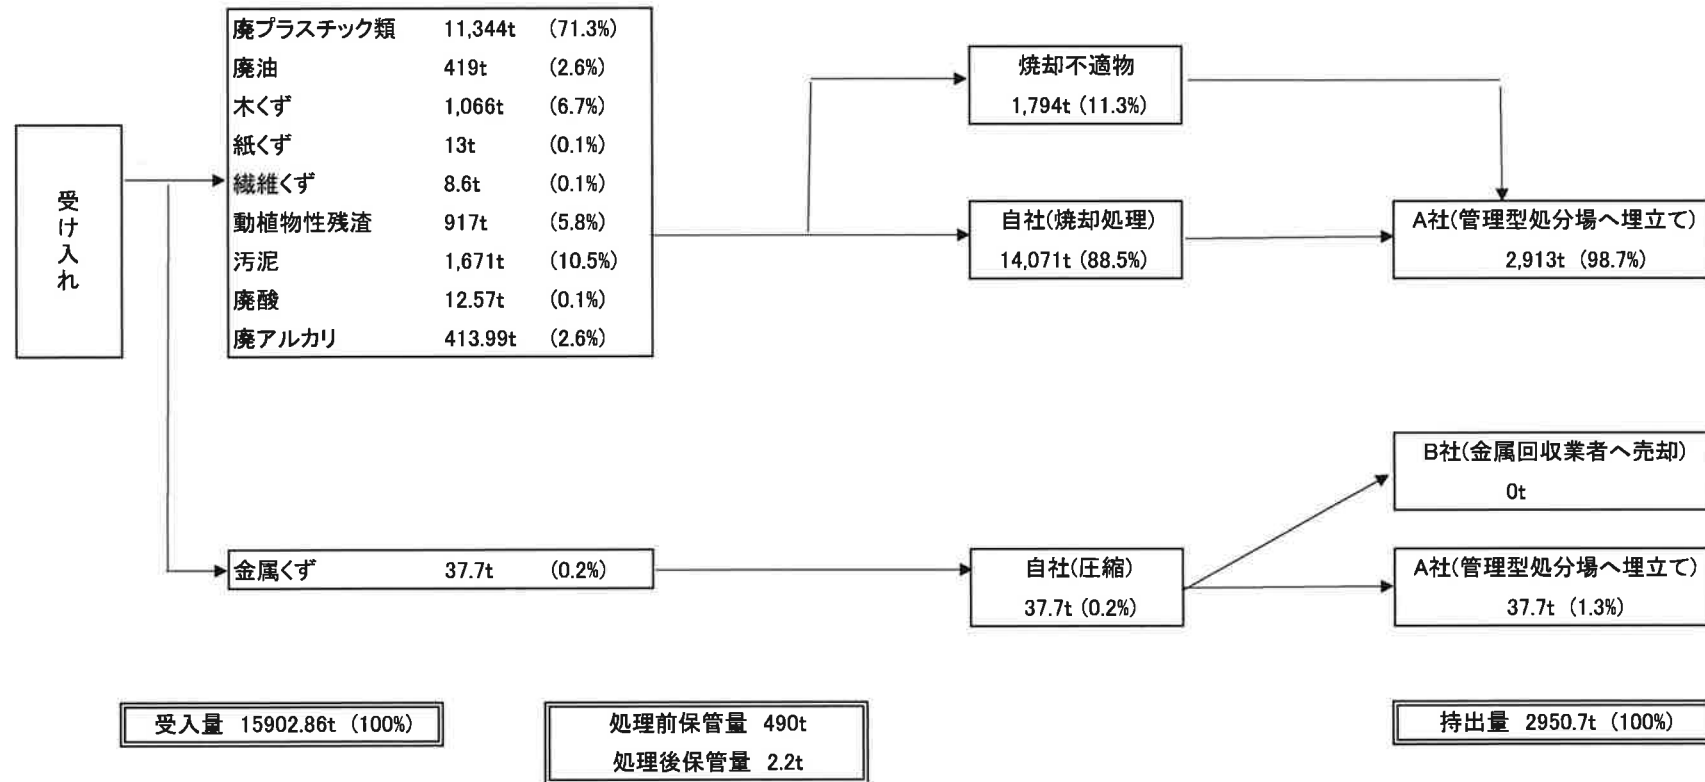 受け入れ
廃プラスチック類 11,344t (71.3%)
廃油 419t (2.6%)
木くず 1,066t (6.7%)
紙くず 13t (0.1%)
繊維くず 8.6t (0.1%)
動植物性残渣 917t (5.8%)
汚泥 1,671t (10.5%)
廃酸 12.57t (0.1%)
廃アルカリ 413.99t (2.6%)
焼却不適物
1,794t (11.3%)
自社(焼却処理)
14,071t (88.5%)
A社(管理型処分場へ埋立て)
2,913t (98.7%)
金属くず 37.7t (0.2%)
自社(圧縮)
37.7t (0.2%)
B社(金属回収業者へ売却)
0t
A社(管理型処分場へ埋立て)
37.7t (1.3%)
受入量 15902.86t (100%)
処理前保管量 490t
処理後保管量 2.2t
持出量 2950.7t (100%)